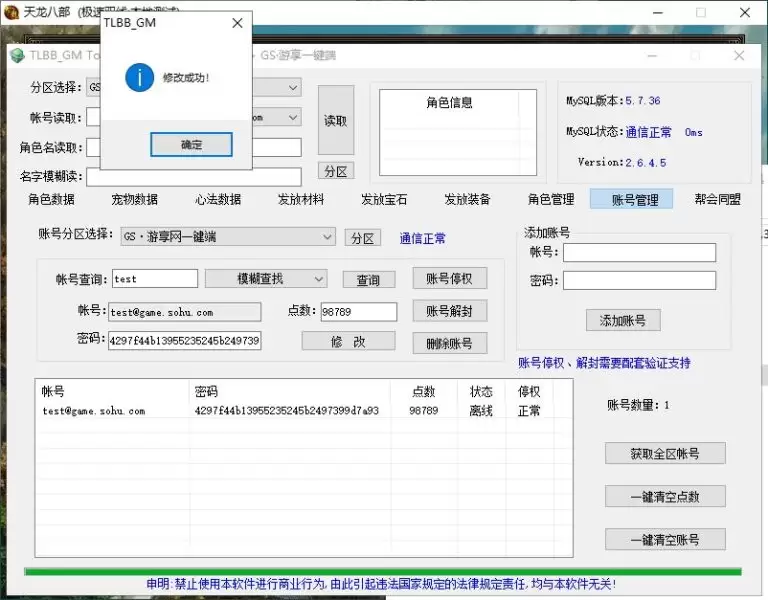 天龙八部 (极速双线-本地测试)
TLBB_GM
TLBB_GM To
GS·游享一键端
修改成功!
确定
分区选择: GS
帐号读取:
om
读取
角色名读取:
名字模糊读:
分区
角色信息
MySQL版本:5.7.36
MySQL状态:通信正常 0ms
Version:2.6.4.5
角色数据 宠物数据 心法数据 发放材料 发放宝石 发放装备 角色管理 账号管理 帮会同盟
账号分区选择: GS·游享网一键端 分区 通信正常
添加账号
帐号:
密码:
添加账号
帐号查询: test 模糊查找 查询 账号停权
帐号: test@game.sohu.com 点数: 98789 账号解封
密码: 4297f44b13955235245b249739 修 改 删除账号
账号停权、解封需要配套验证支持
帐号 密码 点数 状态 停权
test@game.sohu.com 4297f44b13955235245b2497399d7a93 98789 离线 正常
账号数量: 1
获取全区帐号
一键清空点数
一键清空账号
申明:禁止使用本软件进行商业行为,由此引起违法国家规定的法律规定责任,均与本软件无关!